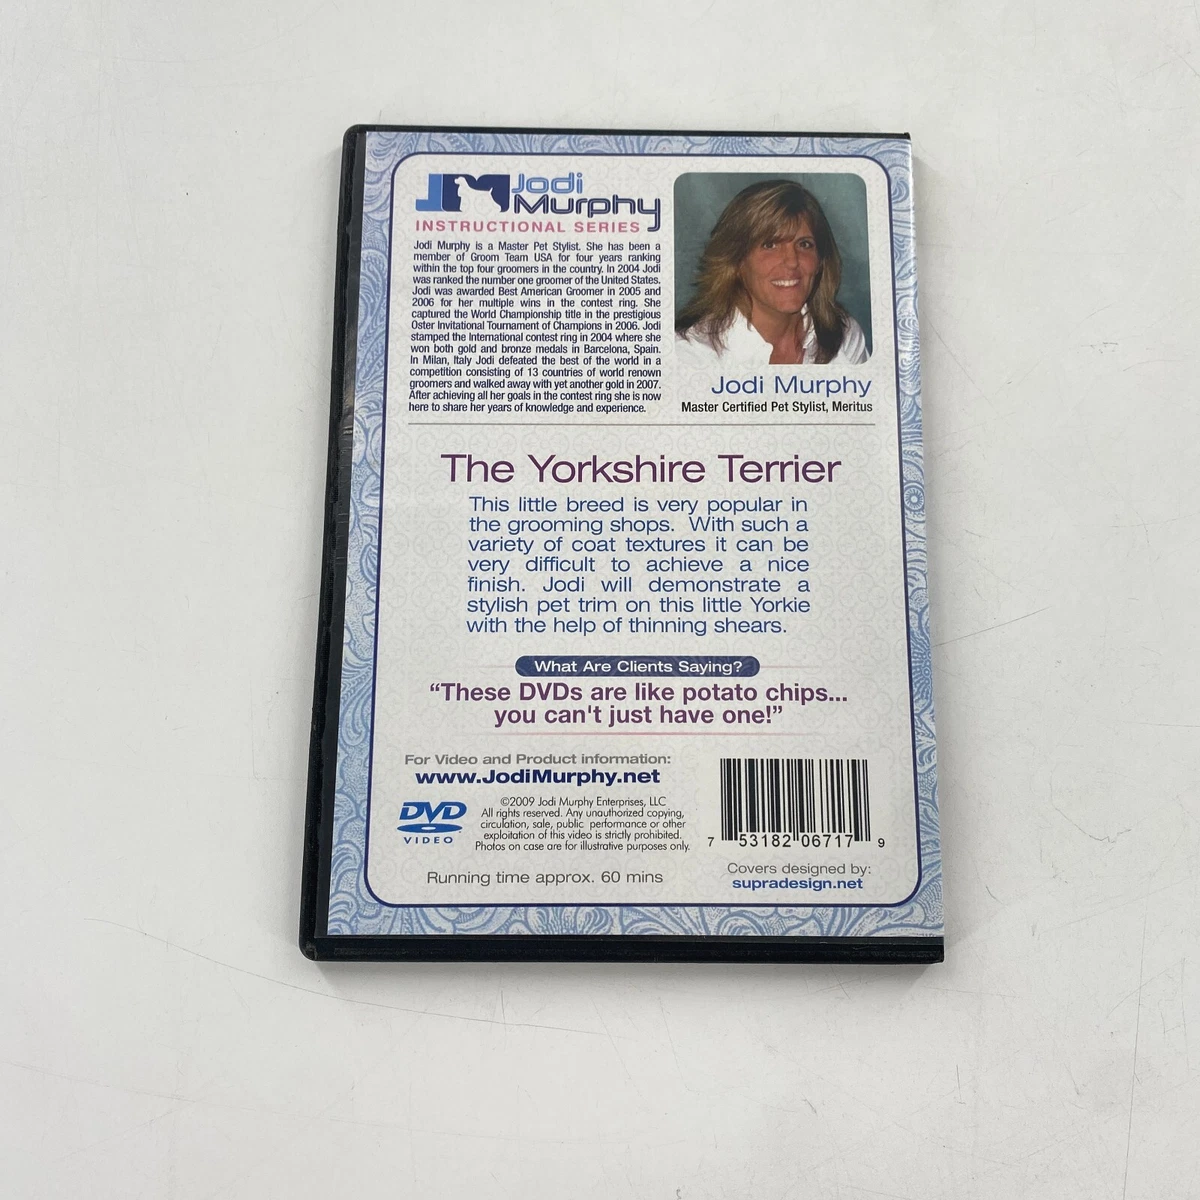 JM Jodi
Murphy
INSTRUCTIONAL SERIES
Jodi Murphy is a Master Pet Stylist. She has been a
member of Groom Team USA for four years ranking
within the top four groomers in the country. In 2004 Jodi
was ranked the number one groomer of the United States.
Jodi was awarded Best American Groomer in 2005 and
2006 for her multiple wins in the contest ring. She
captured the World Championship title in the prestigious
Oster Invitational Tournament of Champions in 2006. Jodi
stamped the International contest ring in 2004 where she
won both gold and bronze medals in Barcelona, Spain.
In Milan, Italy Jodi defeated the best of the world in a
competition consisting of 13 countries of world renown
groomers and walked away with yet another gold in 2007.
After achieving all her goals in the contest ring she is now
here to share her years of knowledge and experience.
Jodi Murphy
Master Certified Pet Stylist, Meritus
The Yorkshire Terrier
This little breed is very popular in
the grooming shops. With such a
variety of coat textures it can be
very difficult to achieve a nice
finish. Jodi will demonstrate a
stylish pet trim on this little Yorkie
with the help of thinning shears.
What Are Clients Saying?
“These DVDs are like potato chips...
you can't just have one!”
For Video and Product information:
www.JodiMurphy.net
DVD
VIDEO
©2009 Jodi Murphy Enterprises, LLC
All rights reserved. Any unauthorized copying,
circulation, sale, public performance or other
exploitation of this video is strictly prohibited.
Photos on case are for illustrative purposes only.
Running time approx. 60 mins
7 53182 06717 9
Covers designed by:
supradesign.net